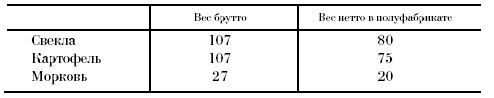 Вес брутто Вес нетто в полуфабрикате
Свекла 107 80
Картофель 107 75
Морковь 27 20